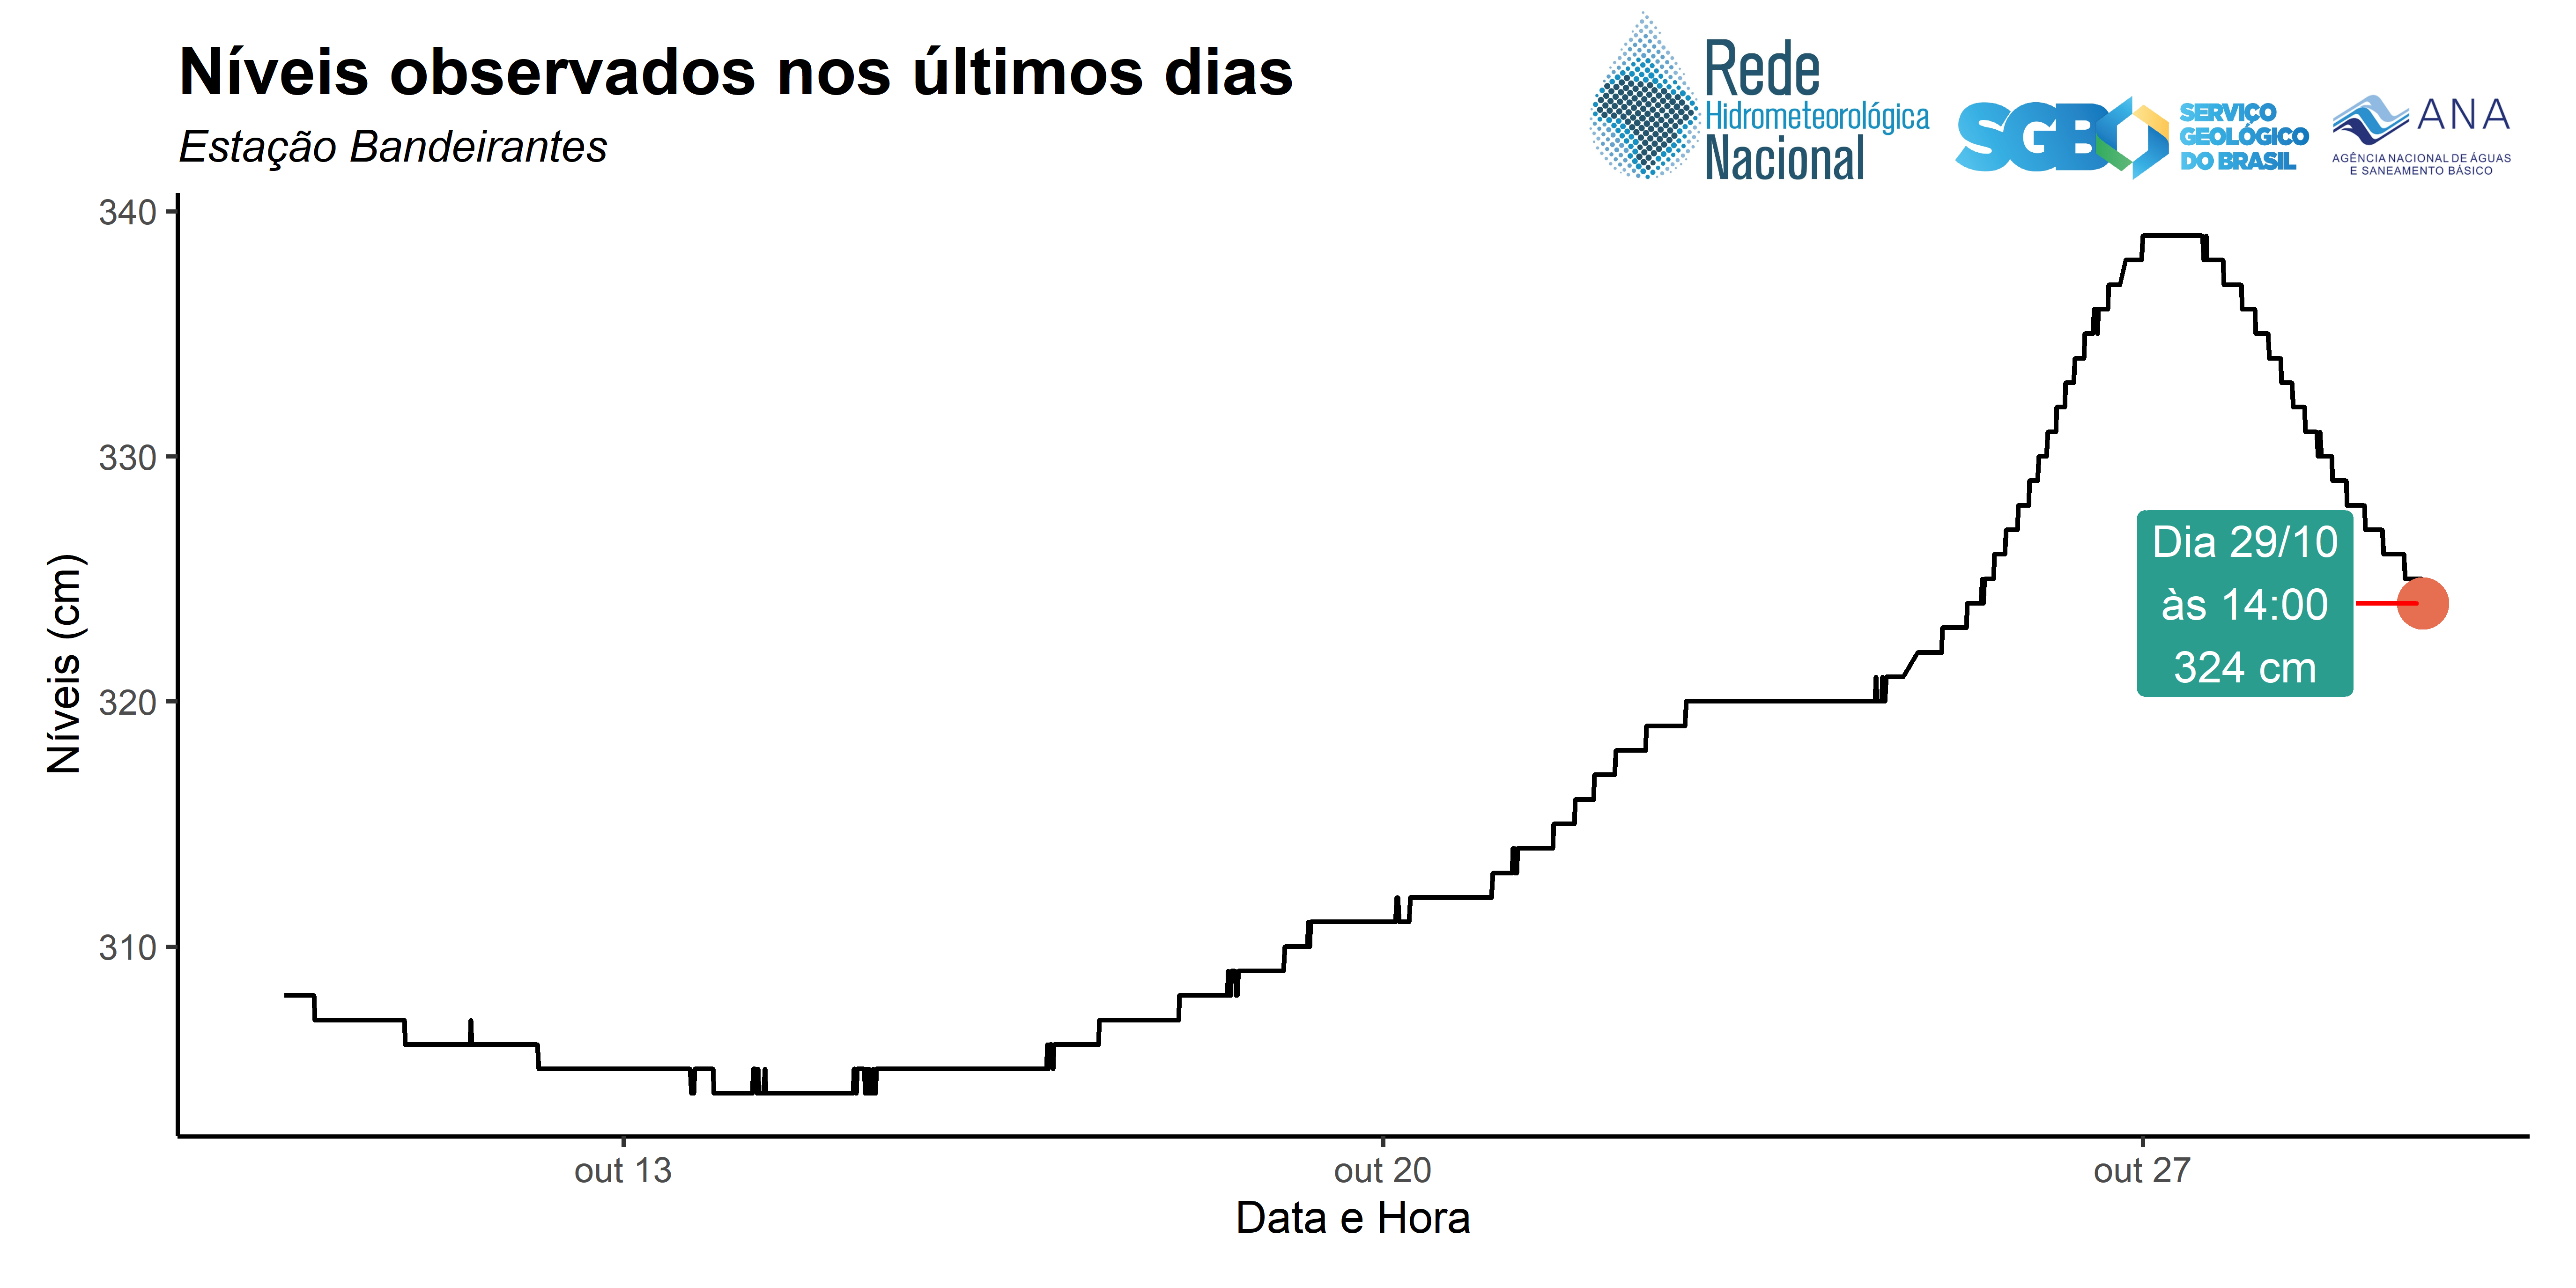 Níveis observados nos últimos dias
Estação Bandeirantes
Rede
Hidrometeorológica
Nacional
SGB
SERVIÇO
GEOLÓGICO
DO BRASIL
ANA
AGÊNCIA NACIONAL DE ÁGUAS
E SANEAMENTO BÁSICO
340
330
320
310
Níveis (cm)
Dia 29/10
às 14:00
324 cm
out 13
out 20
out 27
Data e Hora